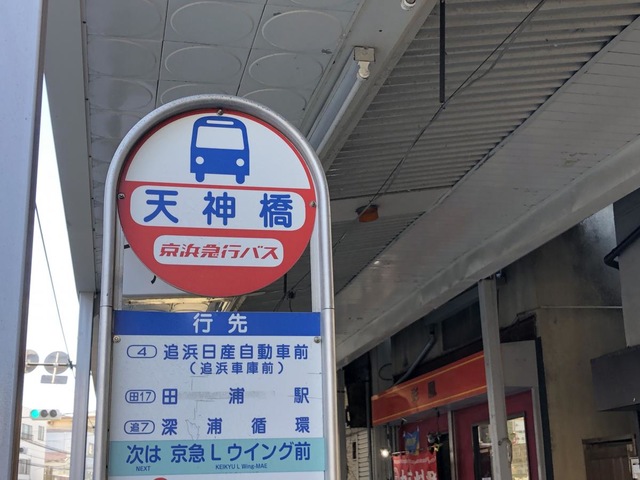 天神橋
京浜急行バス
行先
4 追浜日産自動車前
(追浜車庫前)
田17 田浦駅
追7 深浦循環
次は 京急Lウイング前
NEXT KEIKYU L Wing-MAE